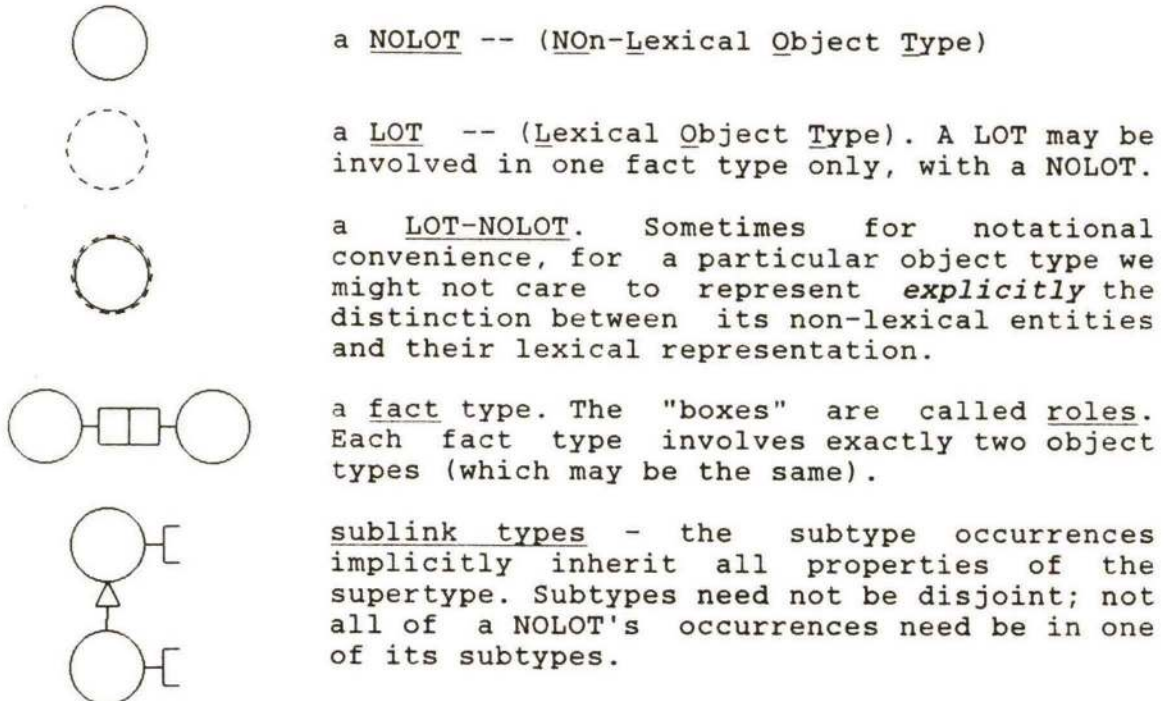 a NOLOT -- (NOn-Lexical Object Type)
a LOT -- (Lexical Object Type). A LOT may be
involved in one fact type only, with a NOLOT.
a LOT-NOLOT. Sometimes for notational
convenience, for a particular object type we
might not care to represent explicitly the
distinction between its non-lexical entities
and their lexical representation.
a fact type. The "boxes" are called roles.
Each fact type involves exactly two object
types (which may be the same).
sublink types - the subtype occurrences
implicitly inherit all properties of the
supertype. Subtypes need not be disjoint; not
all of a NOLOT's occurrences need be in one
of its subtypes.